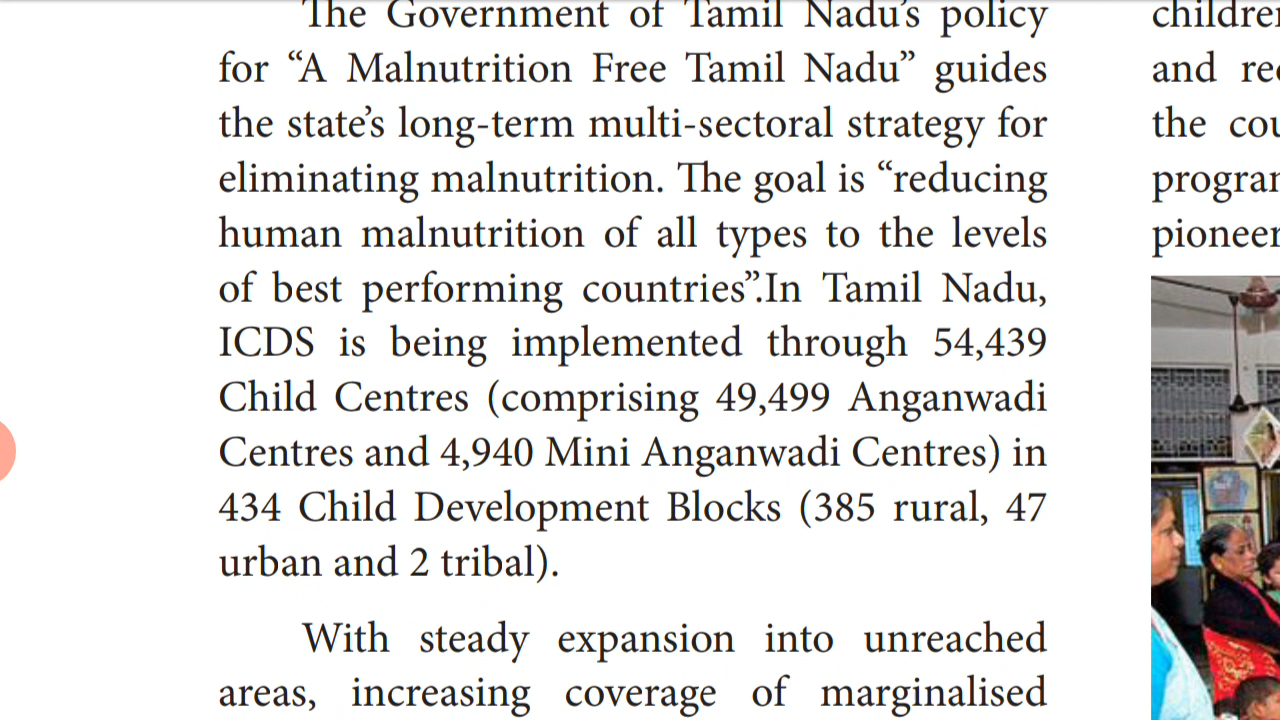 The Government of Tamil Nadu's policy
for “A Malnutrition Free Tamil Nadu” guides
the state’s long-term multi-sectoral strategy for
eliminating malnutrition. The goal is “reducing
human malnutrition of all types to the levels
of best performing countries”.In Tamil Nadu,
ICDS is being implemented through 54,439
Child Centres (comprising 49,499 Anganwadi
Centres and 4,940 Mini Anganwadi Centres) in
434 Child Development Blocks (385 rural, 47
urban and 2 tribal).
With steady expansion into unreached
areas, increasing coverage of marginalised
and
the